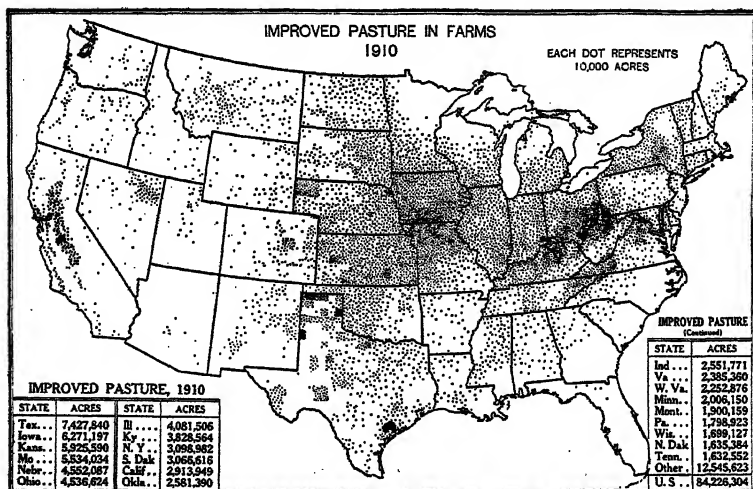 IMPROVED PASTURE IN FARMS
1910
EACH DOT REPRESENTS
10,000 ACRES
IMPROVED PASTURE, 1910
STATE ACRES STATE ACRES
Tex.. 7,427,840 Ill .... 4,081,506
Iowa.. 6,271,197 Ky.... 3,828,564
Kans.. 5,925,590 N. Y.. 3,098,982
Mo... 5,534,034 S. Dak 3,066,616
Nebr.. 4,552,087 Calif.. 2,913,949
Ohio.. 4,536,624 Okla.. 2,581,390
IMPROVED PASTURE
(Continued)
STATE ACRES
Ind... 2,551,771
Va... 2,385,360
W. Va. 2,252,876
Minn.. 2,006,150
Mont.. 1,900,159
Pa.... 1,798,923
Wis... 1,699,127
N. Dak 1,635,384
Tenn.. 1,632,552
Other. 12,545,623
U. S.. 84,226,304